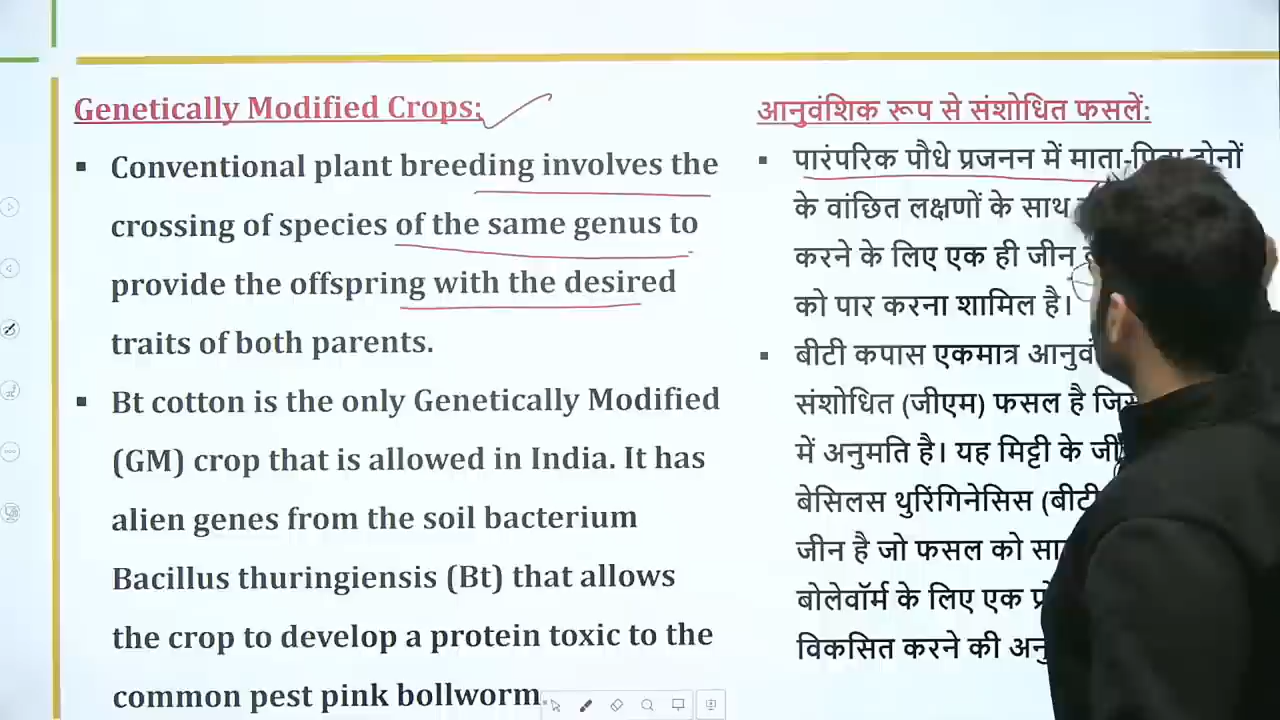 Genetically Modified Crops:
▪ Conventional plant breeding involves the
crossing of species of the same genus to
provide the offspring with the desired
traits of both parents.
▪ Bt cotton is the only Genetically Modified
(GM) crop that is allowed in India. It has
alien genes from the soil bacterium
Bacillus thuringiensis (Bt) that allows
the crop to develop a protein toxic to the
common pest pink bollworm.
आनुवंशिक रूप से संशोधित फसलें:
▪ पारंपरिक पौधे प्रजनन में माता-पिता दोनों
के वांछित लक्षणों के साथ
करने के लिए एक ही जीन
को पार करना शामिल है।
▪ बीटी कपास एकमात्र
संशोधित (जीएम) फसल है
में अनुमति है। यह मिट्टी के
बेसिलस थुरिंगिनेसिस (बीटी
जीन है जो फसल को
बोलेवॉर्म के लिए एक
विकसित करने की